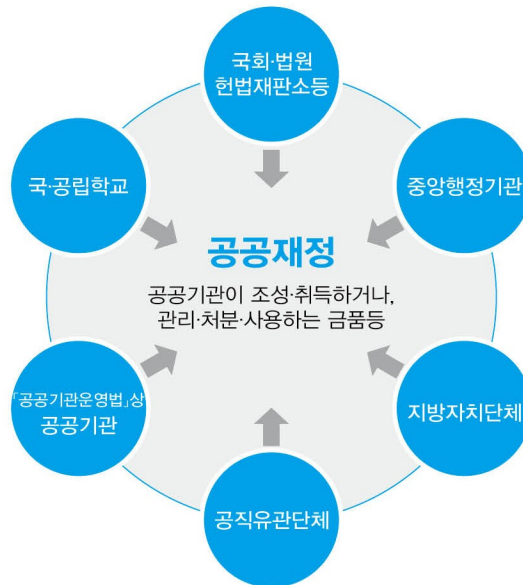 국회·법원
헌법재판소등
국·공립학교
중앙행정기관
공공재정
공공기관이 조성·취득하거나,
관리·처분·사용하는 금품등
「공공기관운영법」상
공공기관
지방자치단체
공직유관단체